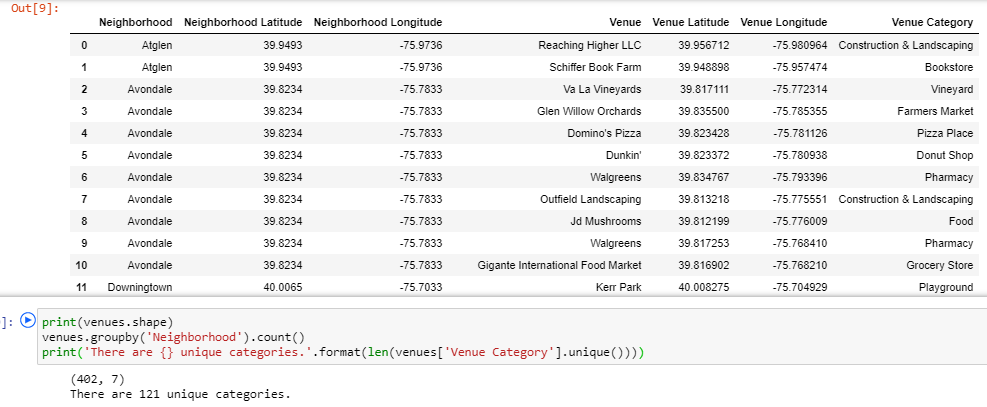 Out[9]:
Neighborhood Neighborhood Latitude Neighborhood Longitude Venue Venue Latitude Venue Longitude Venue Category
0 Atglen 39.9493 -75.9736 Reaching Higher LLC 39.956712 -75.980964 Construction & Landscaping
1 Atglen 39.9493 -75.9736 Schiffer Book Farm 39.948898 -75.957474 Bookstore
2 Avondale 39.8234 -75.7833 Va La Vineyards 39.817111 -75.772314 Vineyard
3 Avondale 39.8234 -75.7833 Glen Willow Orchards 39.835500 -75.785355 Farmers Market
4 Avondale 39.8234 -75.7833 Domino's Pizza 39.823428 -75.781126 Pizza Place
5 Avondale 39.8234 -75.7833 Dunkin' 39.823372 -75.780938 Donut Shop
6 Avondale 39.8234 -75.7833 Walgreens 39.834767 -75.793396 Pharmacy
7 Avondale 39.8234 -75.7833 Outfield Landscaping 39.813218 -75.775551 Construction & Landscaping
8 Avondale 39.8234 -75.7833 Jd Mushrooms 39.812199 -75.776009 Food
9 Avondale 39.8234 -75.7833 Walgreens 39.817253 -75.768410 Pharmacy
10 Avondale 39.8234 -75.7833 Gigante International Food Market 39.816902 -75.768210 Grocery Store
11 Downingtown 40.0065 -75.7033 Kerr Park 40.008275 -75.704929 Playground
]: print(venues.shape)
venues.groupby('Neighborhood').count()
print('There are {} unique categories.'.format(len(venues['Venue Category'].unique())))
(402, 7)
There are 121 unique categories.